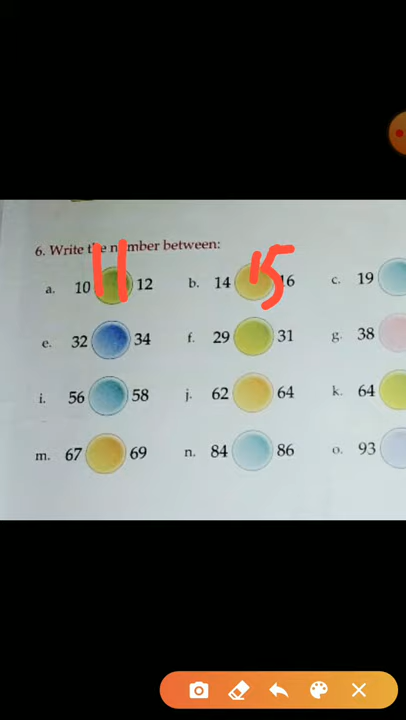 6. Write the number between:
a. 10 11 12 b. 14 15 16 c. 19
e. 32 34 f. 29 31 g. 38
i. 56 58 j. 62 64 k. 64
m. 67 69 n. 84 86 o. 93